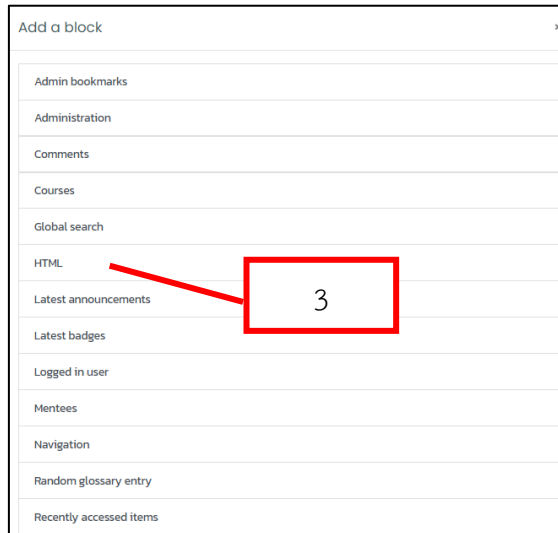 Add a block
Admin bookmarks
Administration
Comments
Courses
Global search
HTML
3
Latest announcements
Latest badges
Logged in user
Mentees
Navigation
Random glossary entry
Recently accessed items